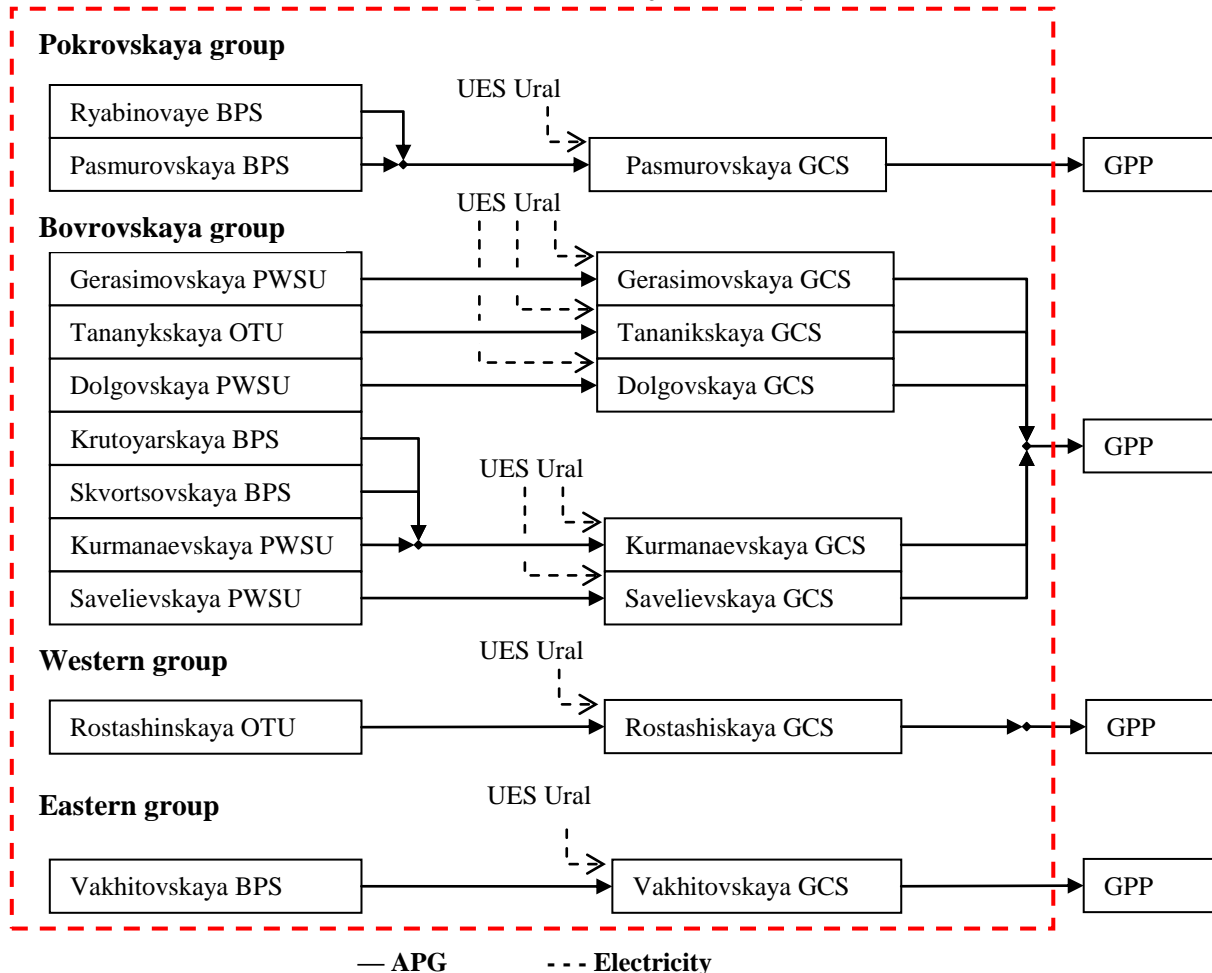 Pokrovskaya group
UES Ural
Ryabinovaye BPS
Pasmurovskaya BPS
Pasmurovskaya GCS
GPP
UES Ural
Bovrovskaya group
Gerasimovskaya PWSU
Gerasimovskaya GCS
Tananykskaya OTU
Tananikskaya GCS
Dolgovskaya PWSU
Dolgovskaya GCS
Krutoyarskaya BPS
GPP
UES Ural
Skvortsovskaya BPS
Kurmanaevskaya PWSU
Kurmanaevskaya GCS
Savelievskaya PWSU
Savelievskaya GCS
Western group
UES Ural
Rostashinskaya OTU
Rostashiskaya GCS
GPP
Eastern group
UES Ural
Vakhitovskaya BPS
Vakhitovskaya GCS
GPP
— APG - - - Electricity